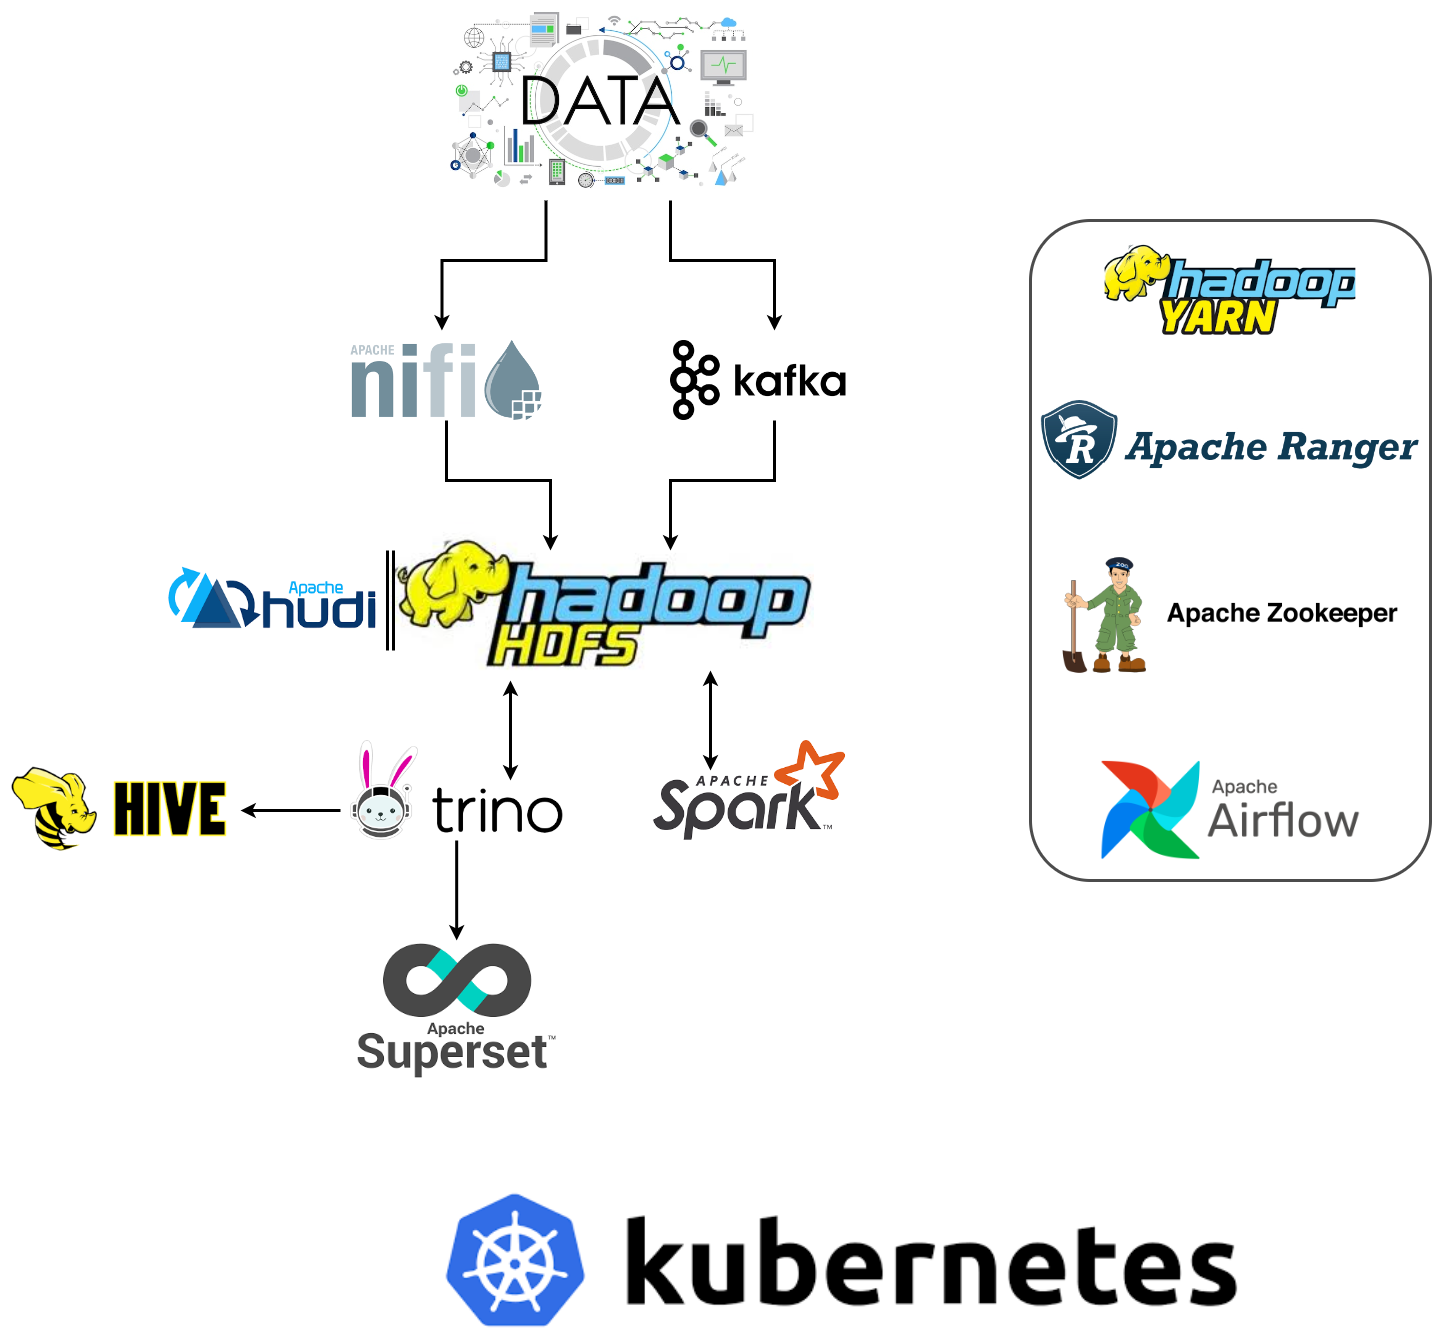 DATA
APACHE
nifi
kafka
hadoop
YARN
R
Apache Ranger
Apache
hudi
hadoop
HDFS
ZOO
Apache Zookeeper
HIVE
trino
APACHE
Spark™
Apache
Airflow
Apache
Superset™
kubernetes